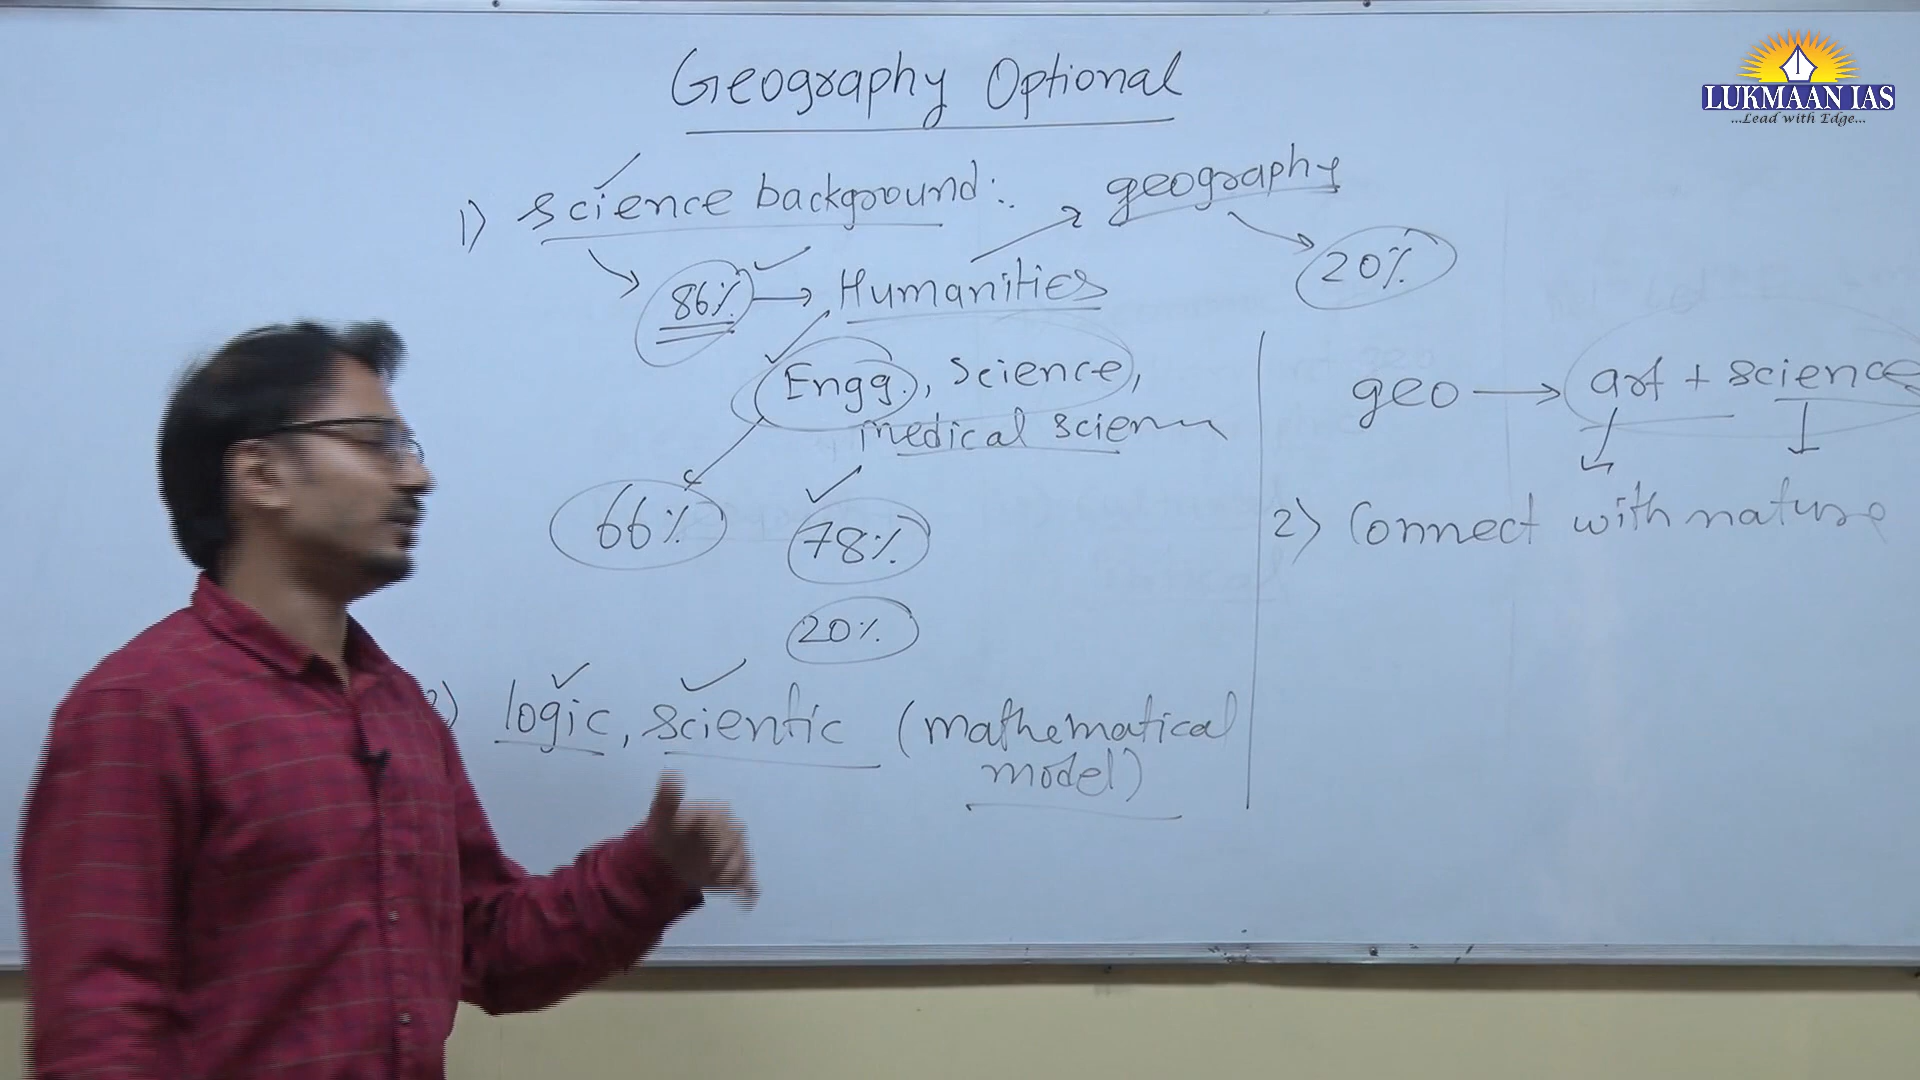 Geography Optional
1) science background:.
geography
20%
86% → Humanities
Engg., Science,
medical scien
66%
78%
20%
) logic, scientic (mathematical
model)
geo → art + science
2) Connect with nature
LUKMAAN IAS
...Lead with Edge...